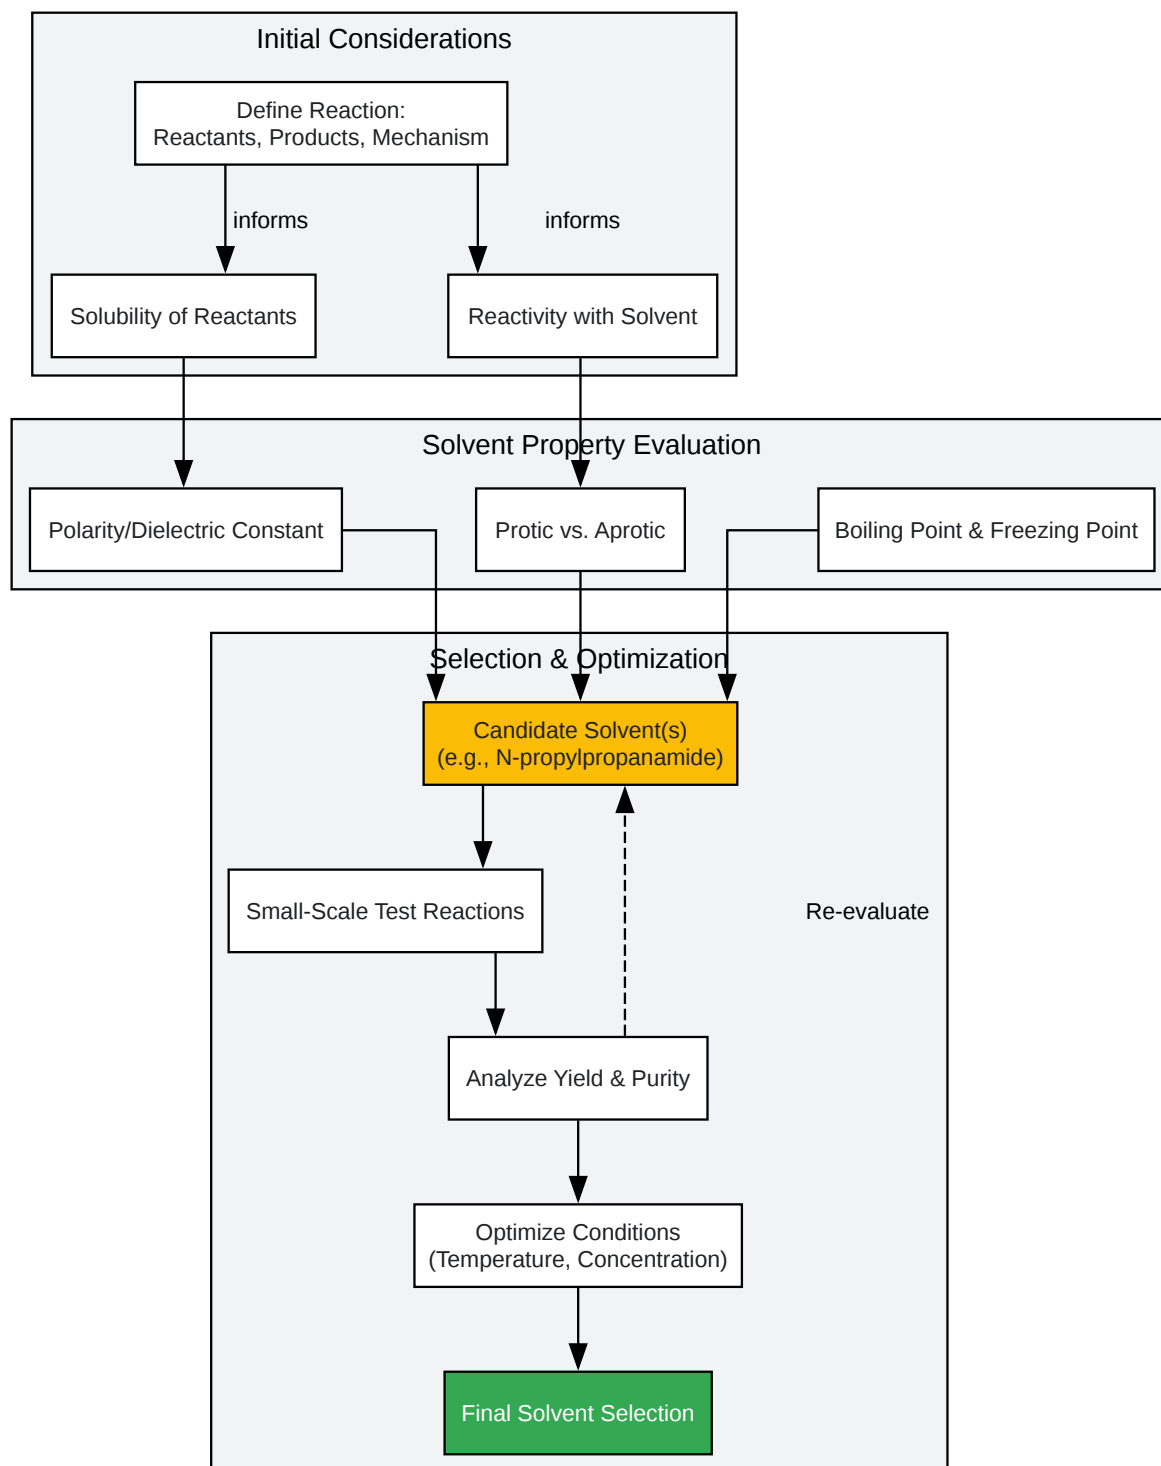 Initial Considerations
Define Reaction:
Reactants, Products, Mechanism
informs
informs
Solubility of Reactants
Reactivity with Solvent
Solvent Property Evaluation
Polarity/Dielectric Constant
Protic vs. Aprotic
Boiling Point & Freezing Point
Selection & Optimization
Candidate Solvent(s)
(e.g., N-propylpropanamide)
Small-Scale Test Reactions
Re-evaluate
Analyze Yield & Purity
Optimize Conditions
(Temperature, Concentration)
Final Solvent Selection